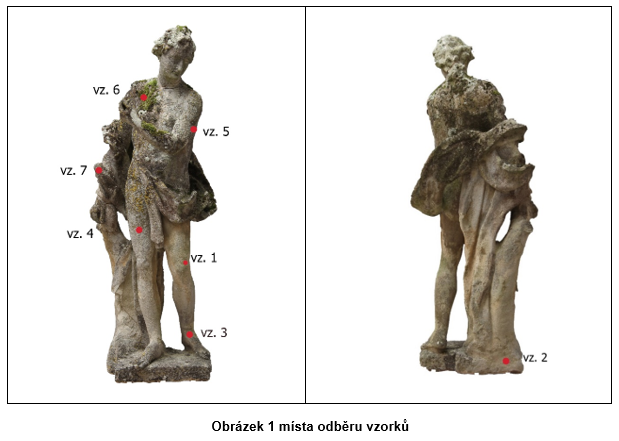 vz. 6
vz. 5
vz. 7
vz. 4
vz. 1
vz. 3
vz. 2
Obrázek 1 místa odběru vzorků